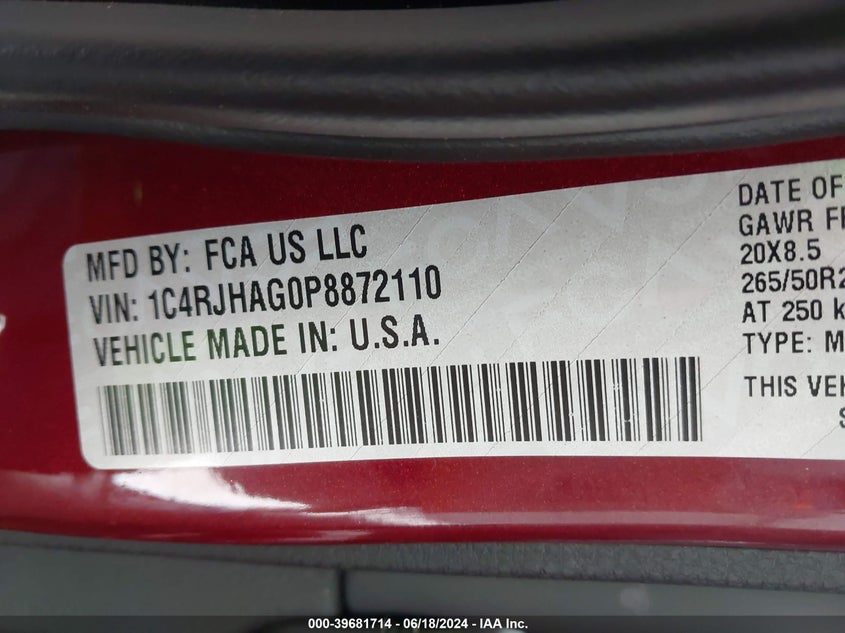 MFD BY: FCA US LLC
VIN: 1C4RJHAG0P8872110
VEHICLE MADE IN: U.S.A.
DATE OF
GAWR
20X8.5
265/50R2
AT 250
TYPE: M
THIS
000-39681714 - 06/18/2024 - IAA Inc.